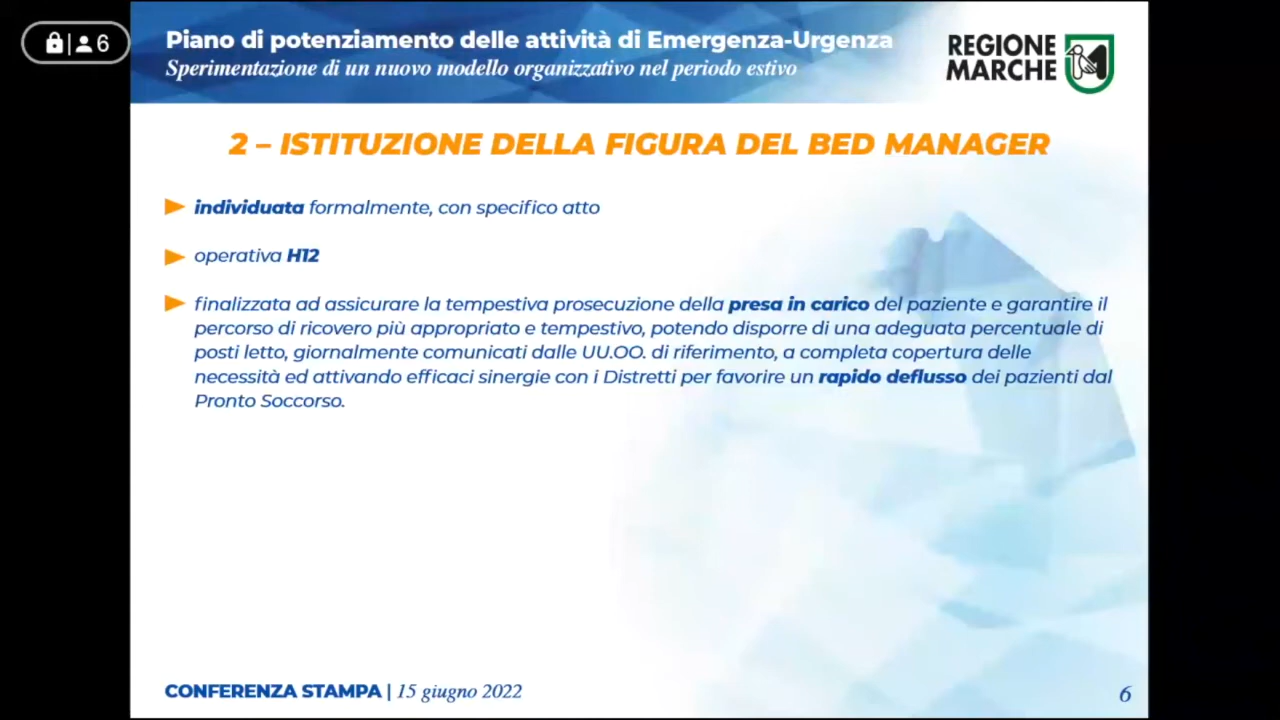 6
Piano di potenziamento delle attività di Emergenza-Urgenza
Sperimentazione di un nuovo modello organizzativo nel periodo estivo
REGIONE
MARCHE
2 – ISTITUZIONE DELLA FIGURA DEL BED MANAGER
individuata formalmente, con specifico atto
operativa H12
finalizzata ad assicurare la tempestiva prosecuzione della presa in carico del paziente e garantire il
percorso di ricovero più appropriato e tempestivo, potendo disporre di una adeguata percentuale di
posti letto, giornalmente comunicati dalle UU.OO. di riferimento, a completa copertura delle
necessità ed attivando efficaci sinergie con i Distretti per favorire un rapido deflusso dei pazienti dal
Pronto Soccorso.
CONFERENZA STAMPA | 15 giugno 2022
6